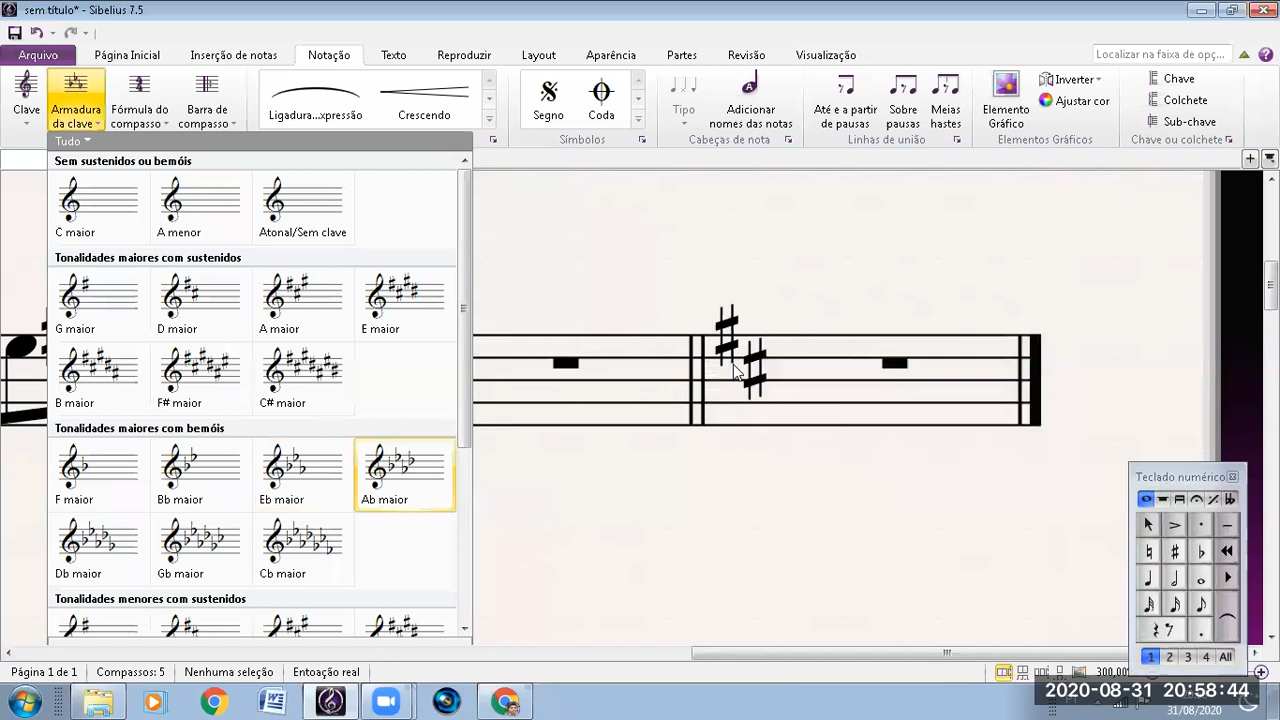 sem título* - Sibelius 7.5
Arquivo Página Inicial Inserção de notas Notação Texto Reproduzir Layout Aparência Partes Revisão Visualização Localizar na faixa de opç...
Clave
Armadura da clave
Fórmula do compasso
Barra de compasso
Ligadura...xpressão
Crescendo
Segno
Coda
Símbolos
Tipo
Adicionar nomes das notas
Cabeças de nota
Até e a partir de pausas
Sobre pausas
Meias hastes
Linhas de união
Elemento Gráfico
Inverter
Ajustar cor
Elementos Gráficos
Chave
Colchete
Sub-chave
Chave ou colchete
Tudo
Sem sustenidos ou bemóis
C maior A menor Atonal/Sem clave
Tonalidades maiores com sustenidos
G maior D maior A maior E maior
B maior F# maior C# maior
Tonalidades maiores com bemóis
F maior Bb maior Eb maior Ab maior
Db maior Gb maior Cb maior
Tonalidades menores com sustenidos
Teclado numérico
1 2 3 4 All
Página 1 de 1 Compassos: 5 Nenhuma seleção Entoação real 300,00
2020-08-31 20:58:44
31/08/2020